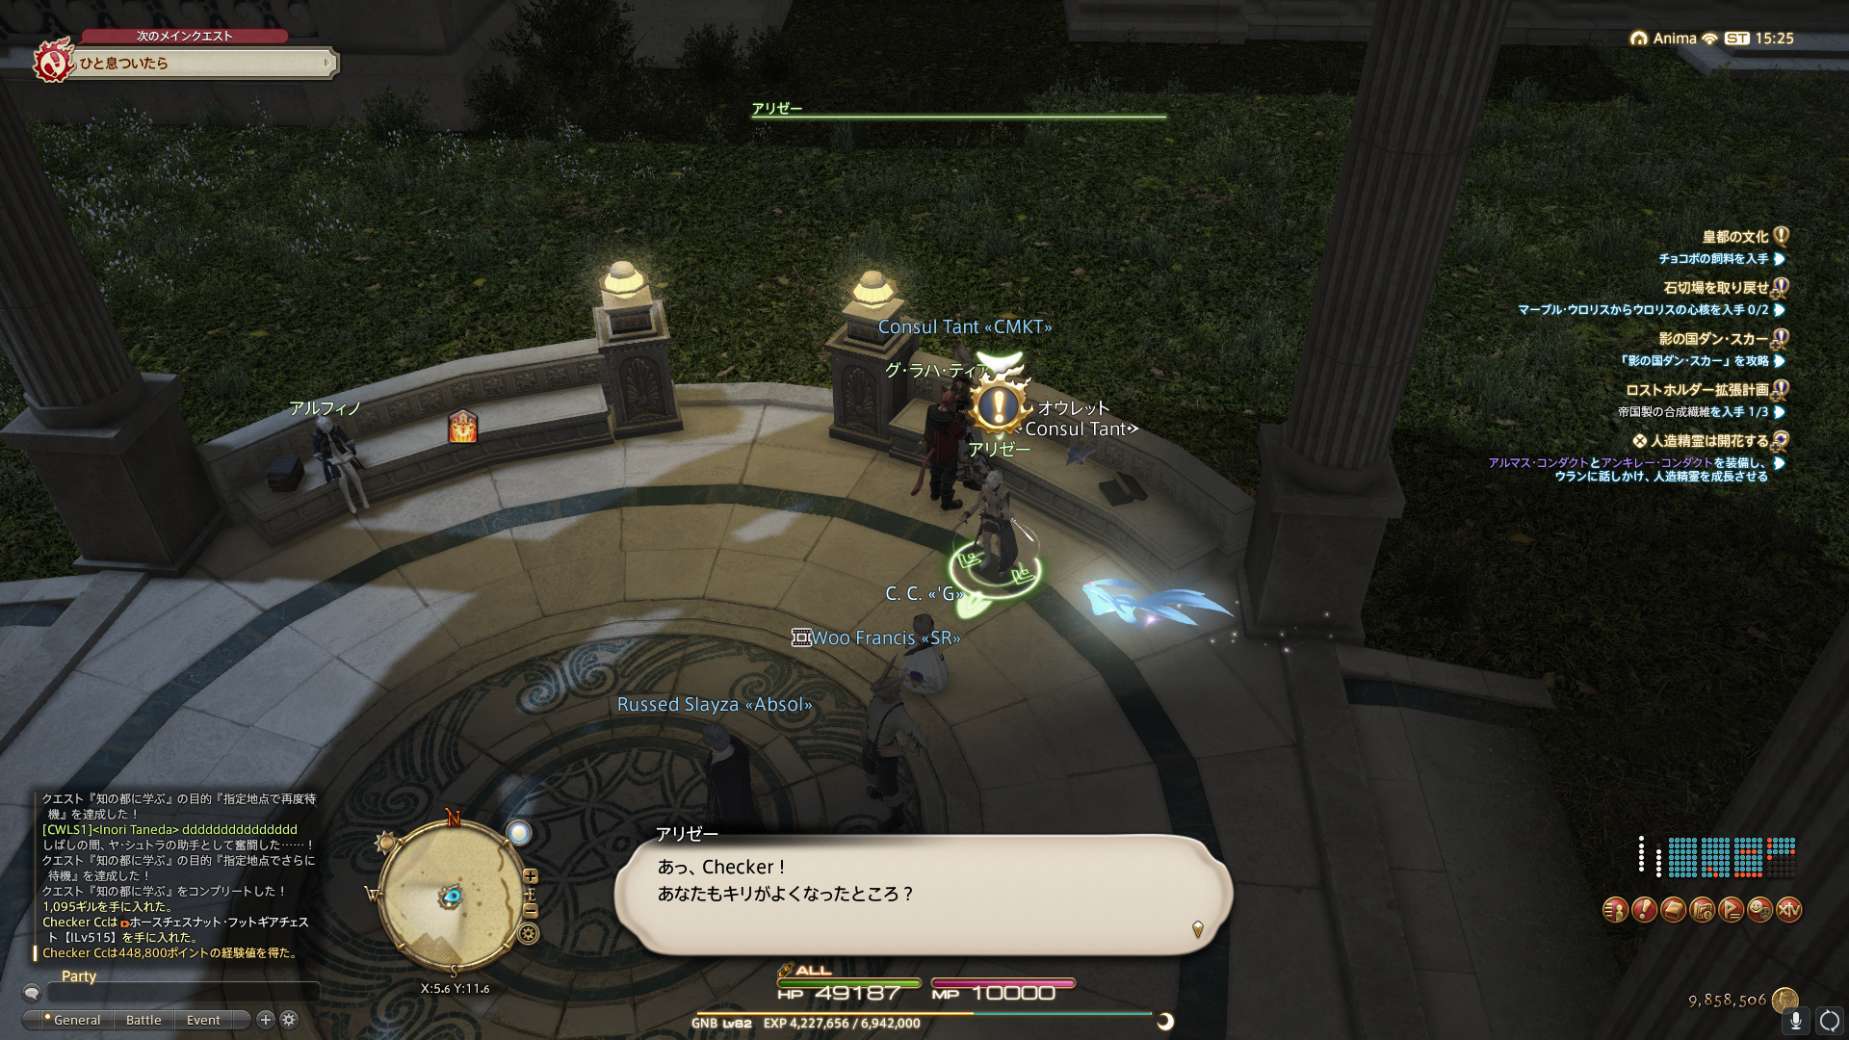 次のメインクエスト
ひと息ついたら
Anima ST 15:25
アリゼー
皇都の文化
チョコボの飼料を入手
石切場を取り戻せ
マーブル・ウロリスからウロリスの心核を入手 0/2
影の国ダン・スカー
「影の国ダン・スカー」を攻略
ロストホルダー拡張計画
帝国製の合成繊維を入手 1/3
人造精霊は開花する
アルマス・コンダクトとアンキレー・コンダクトを装備し、
ウランに話しかけ、人造精霊を成長させる
Consul Tant «CMKT»
グ・ラハ・ティア
アルフィノ
オウレット
Consul Tant
アリゼー
C. C. «'G»
Woo Francis «SR»
Russed Slayza «Absol»
クエスト『知の都に学ぶ』の目的『指定地点で再度待
機』を達成した！
[CWLS1]<Inori Taneda> ddddddddddddddd
しばしの間、ヤ・シュトラの助手として奮闘した……！
クエスト『知の都に学ぶ』の目的『指定地点でさらに
待機』を達成した！
クエスト『知の都に学ぶ』をコンプリートした！
1,095ギルを手に入れた。
Checker Ccは ホースチェスナット・フットギアチェス
ト【ILv515】を手に入れた。
Checker Ccは448,800ポイントの経験値を得た。
Party
General Battle Event
N
W
E
S
X:5.6 Y:11.6
アリゼー
あっ、Checker！
あなたもキリがよくなったところ？
ALL
HP 49187 MP 10000
GNB Lv82 EXP 4,227,656 / 6,942,000
XIV
9,858,506